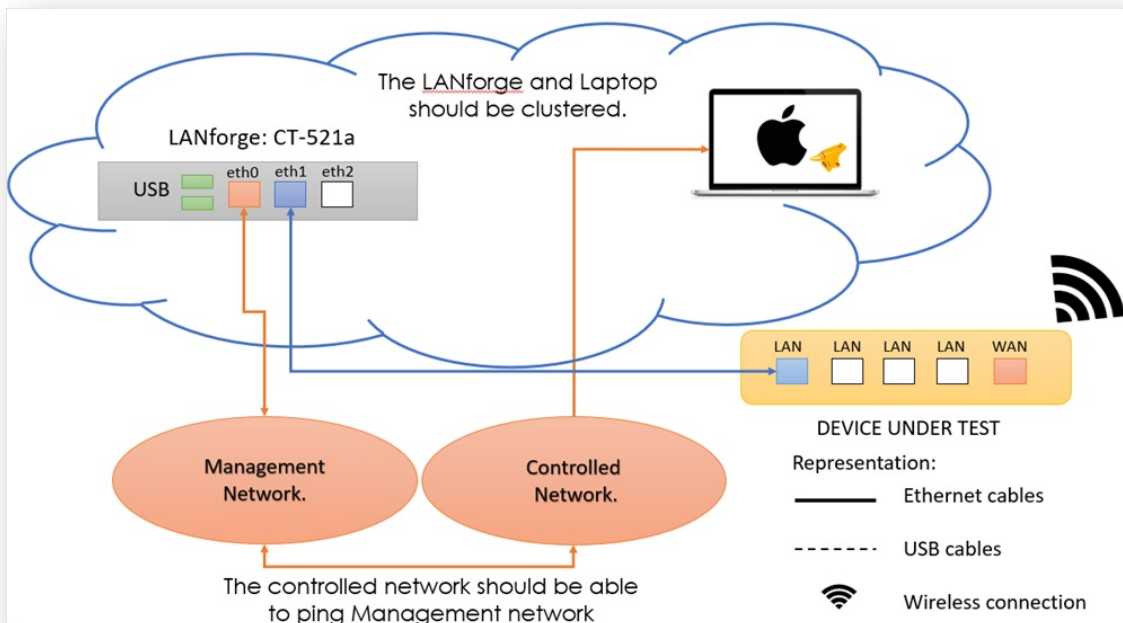 The LANforge and Laptop
should be clustered.
LANforge: CT-521a
USB
eth0 eth1 eth2
LAN LAN LAN LAN WAN
DEVICE UNDER TEST
Management
Network.
Controlled
Network.
Representation:
Ethernet cables
USB cables
Wireless connection
The controlled network should be able
to ping Management network